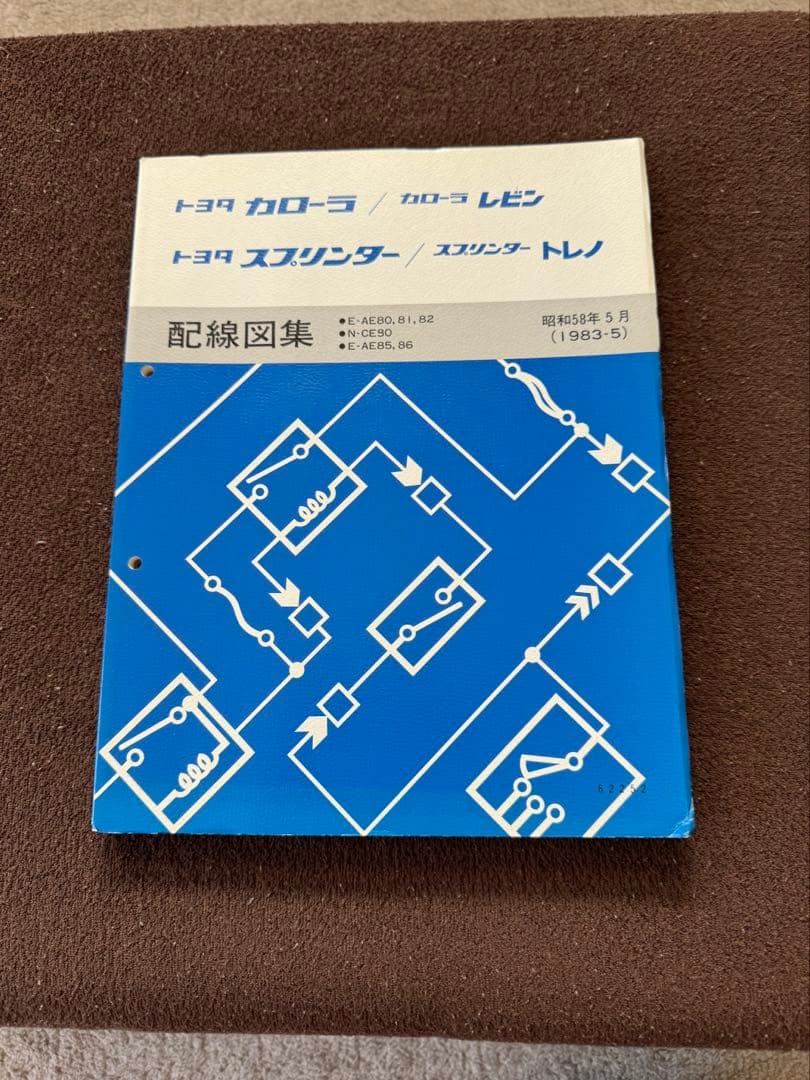 トヨタ カローラ / カローラ レビン
トヨタ スプリンター / スプリンター トレノ
配線図集
●E-AE80,81,82
●N-CE90
●E-AE85,86
昭和58年5月
(1983-5)
62252